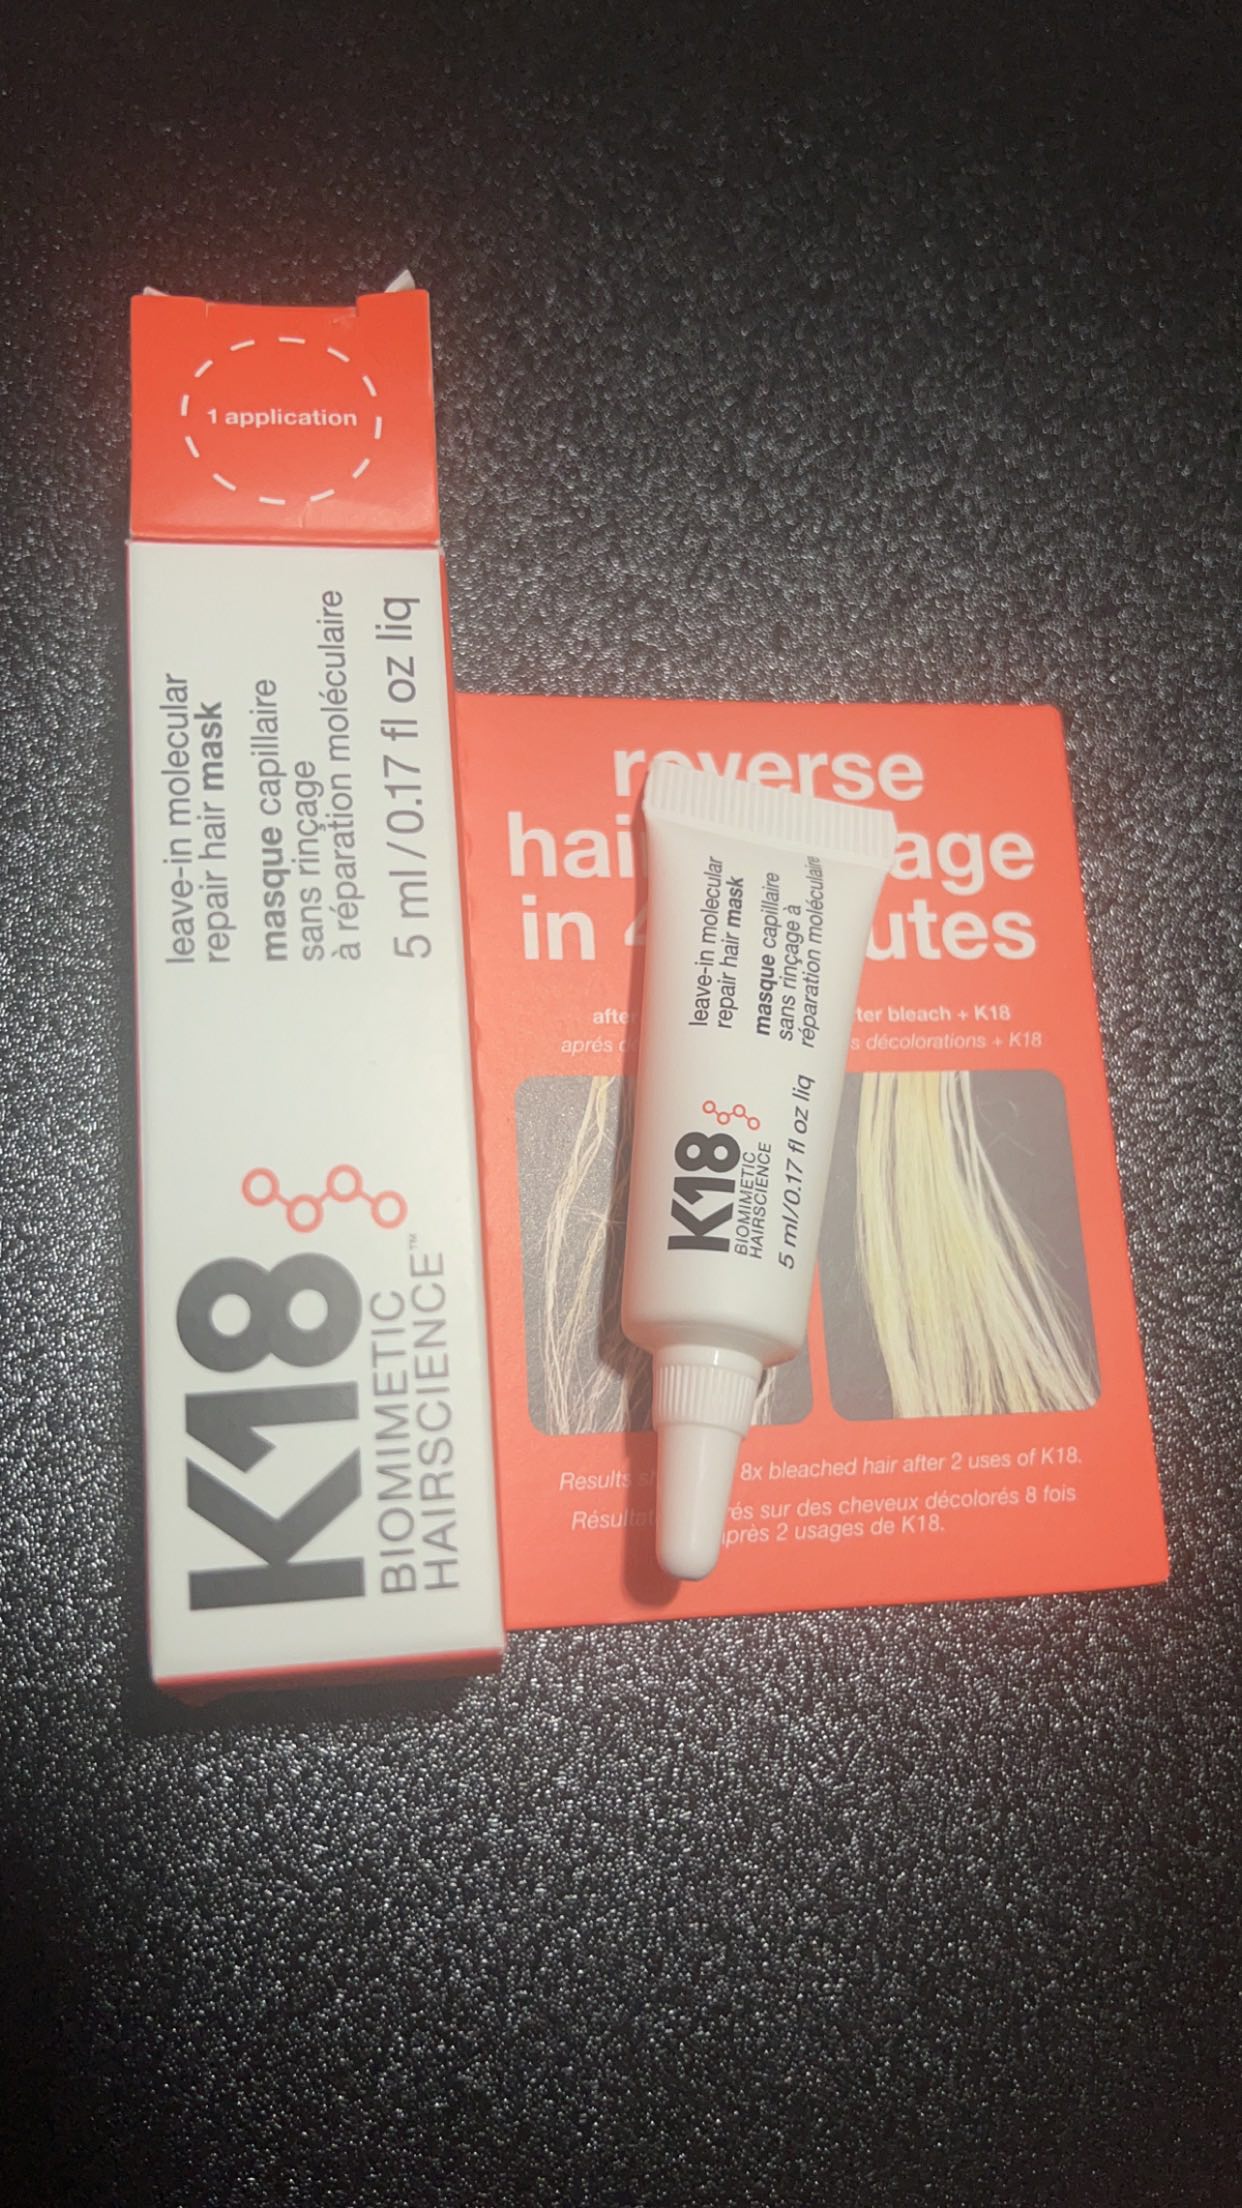 1 application
leave-in molecular
repair hair mask
masque capillaire
sans rinçage
à réparation moléculaire
5 ml / 0.17 fl oz liq
K18
BIOMIMETIC
HAIRSCIENCE™
reverse
hai age
in utes
after ter bleach + K18
aprés s décolorations + K18
Results 8x bleached hair after 2 uses of K18.
sur des cheveux décolorés 8 fois
après 2 usages de K18.
leave-in molecular
repair hair mask
masque capillaire
sans rinçage à
réparation moléculaire
K18
BIOMIMETIC
HAIRSCIENCE
5 ml/0.17 fl oz liq